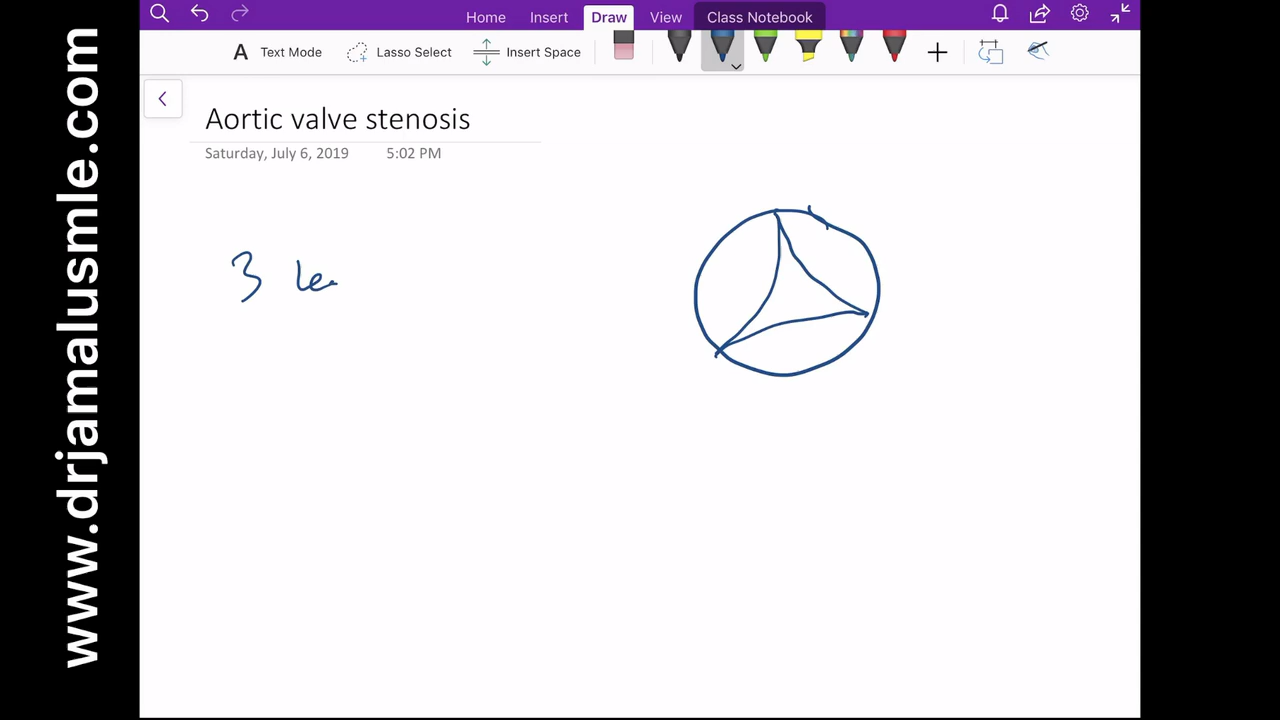 www.drjamalusmle.com
Home Insert Draw View Class Notebook
A Text Mode Lasso Select Insert Space
Aortic valve stenosis
Saturday, July 6, 2019 5:02 PM
3 le